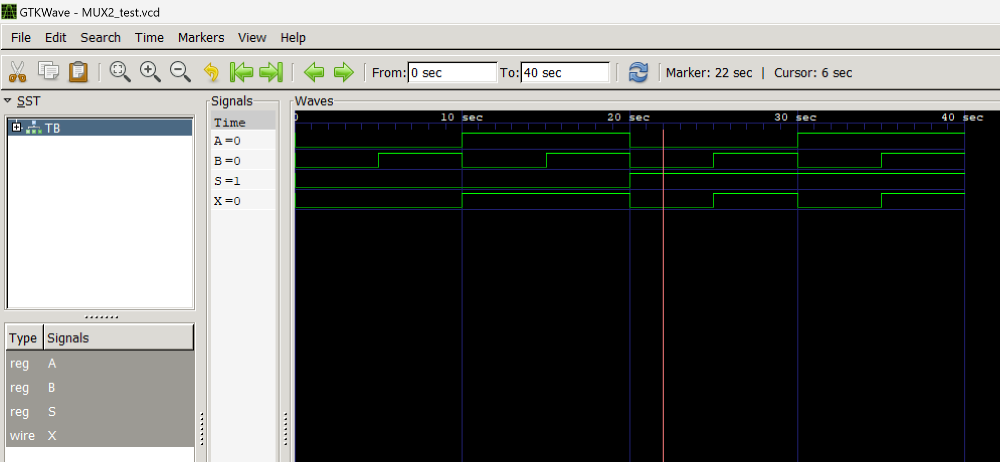 GTKWave - MUX2_test.vcd
File Edit Search Time Markers View Help
From: 0 sec To: 40 sec Marker: 22 sec | Cursor: 6 sec
SST
TB
Type Signals
reg A
reg B
reg S
wire X
Signals
Time
A =0
B =0
S =1
X =0
Waves
0 10 sec 20 sec 30 sec 40 sec